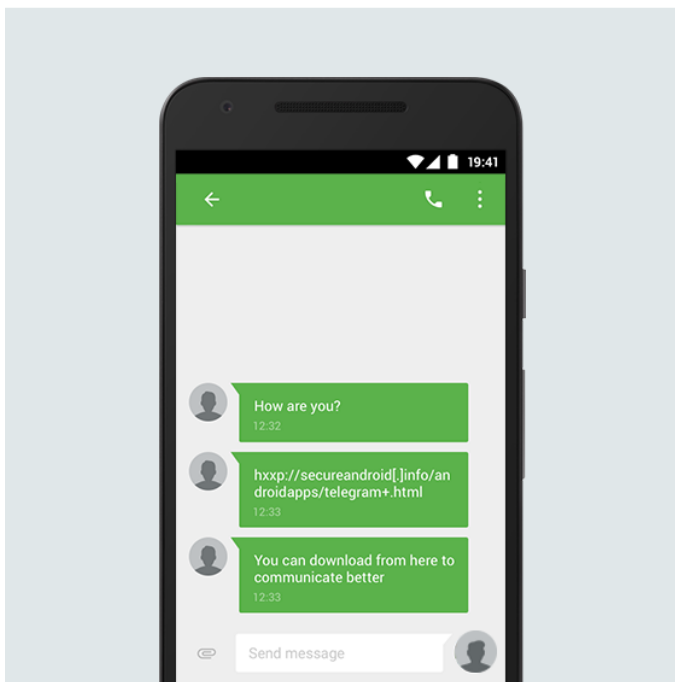 19:41
How are you?
12:32
hxxp://secureandroid[.]info/an
droidapps/telegram+.html
12:33
You can download from here to
communicate better
12:33
Send message